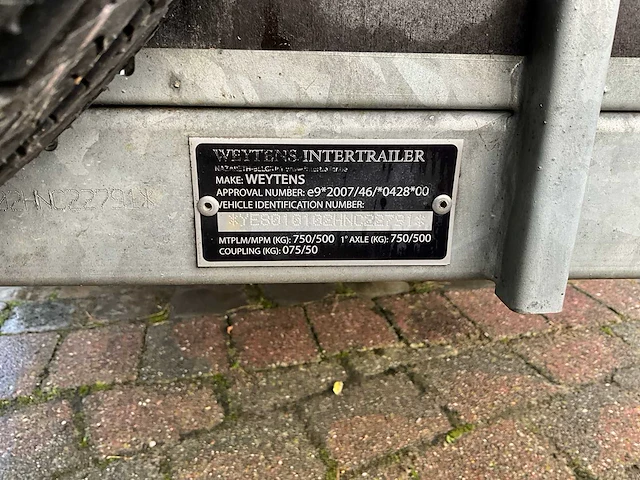 WEYTENS INTERTRAILER
MAKE: WEYTENS
APPROVAL NUMBER: e9*2007/46/*0428*00
VEHICLE IDENTIFICATION NUMBER:
MTPLM/MPM (KG): 750/500 1° AXLE (KG): 750/500
COUPLING (KG): 075/50